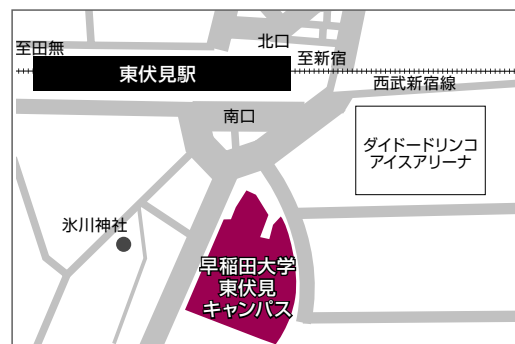 北口
至田無
至新宿
東伏見駅
西武新宿線
南口
ダイドードリンコ
アイスアリーナ
氷川神社
早稲田大学
東伏見
キャンパス